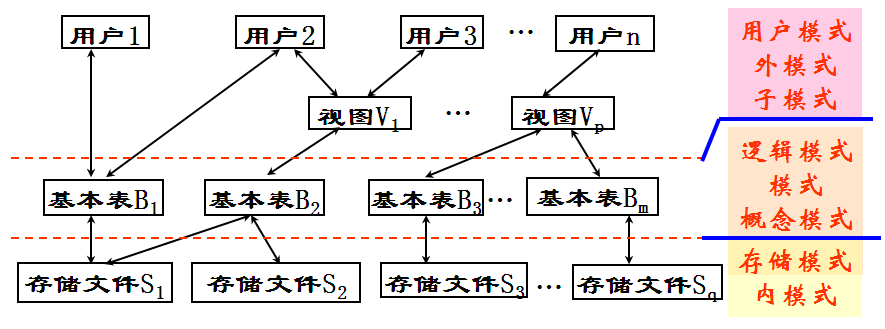 用户1 用户2 用户3 … 用户n
视图V1 … 视图Vp
基本表B1 基本表B2 基本表B3 … 基本表Bm
存储文件S1 存储文件S2 存储文件S3 … 存储文件Sq
用户模式
外模式
子模式
逻辑模式
模式
概念模式
存储模式
内模式